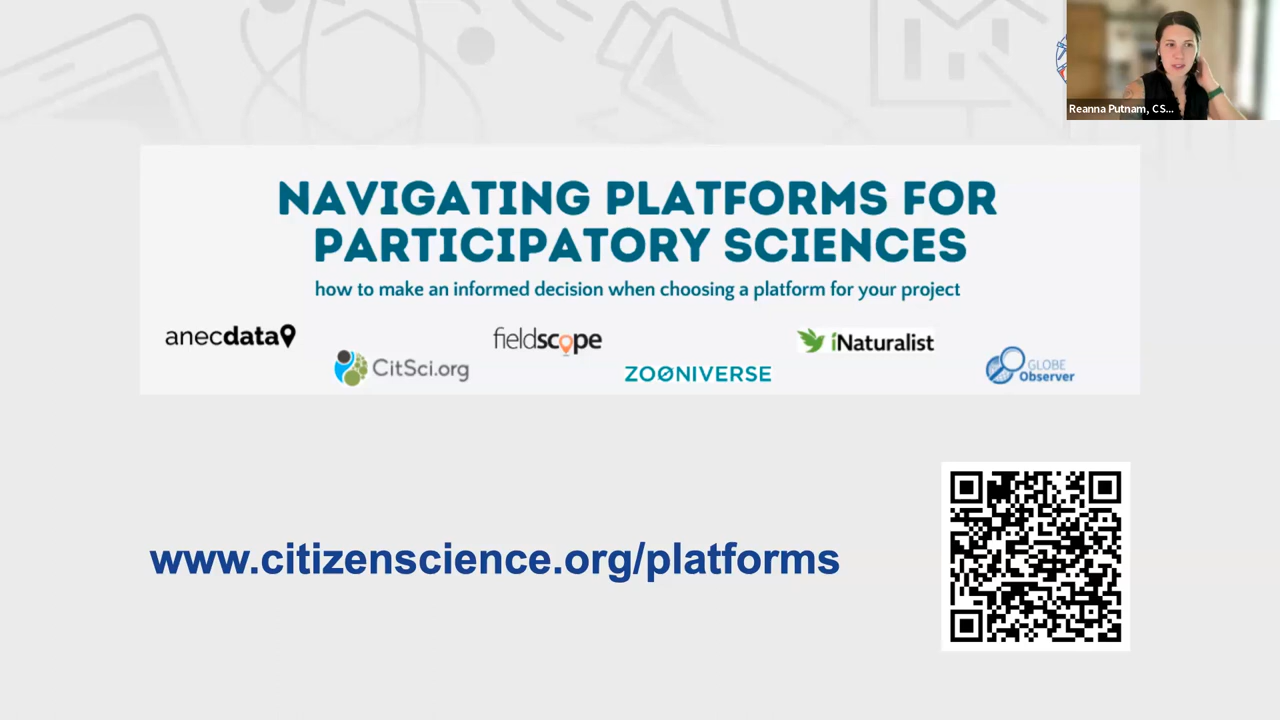 Reanna Putnam, CS...
NAVIGATING PLATFORMS FOR
PARTICIPATORY SCIENCES
how to make an informed decision when choosing a platform for your project
anecdata
CitSci.org
fieldscope
ZOONIVERSE
iNaturalist
GLOBE
Observer
www.citizenscience.org/platforms